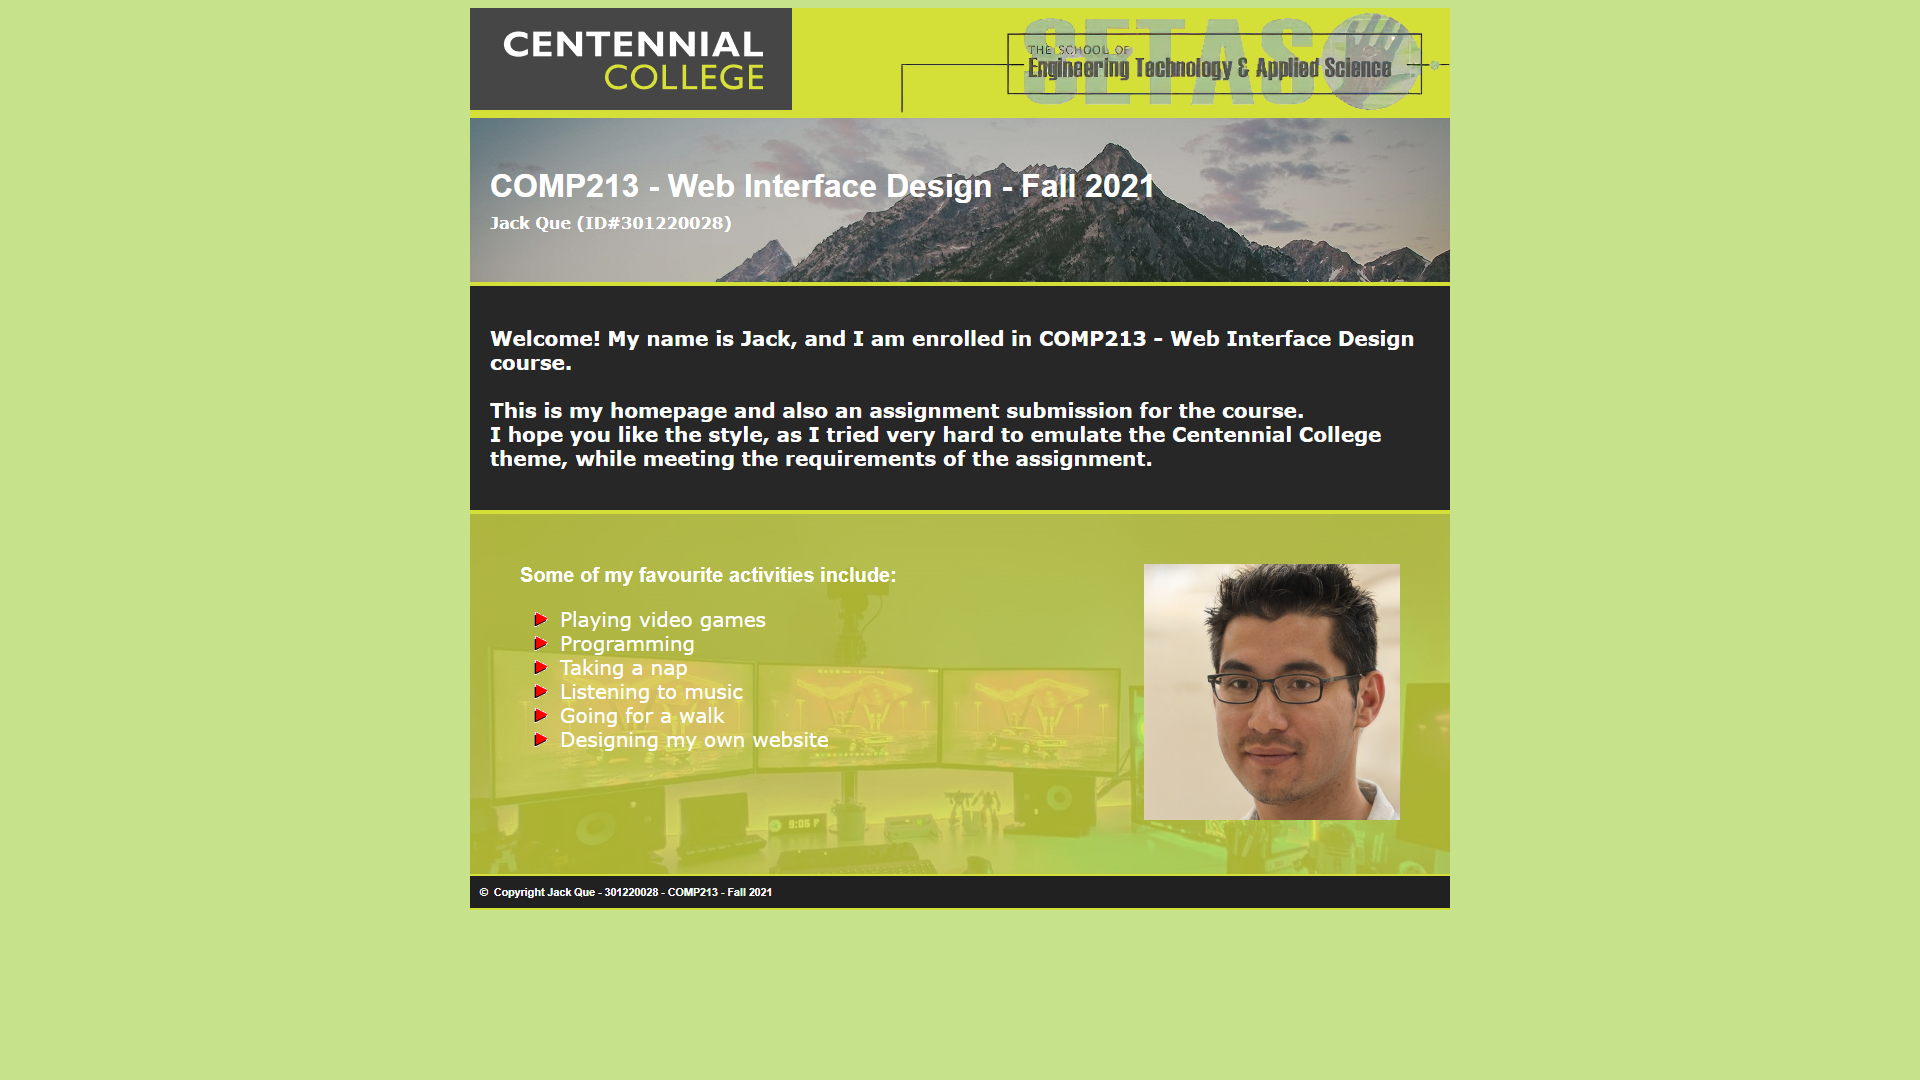 CENTENNIAL
COLLEGE
SETAS
THE SCHOOL OF
Engineering Technology & Applied Science
COMP213 - Web Interface Design - Fall 2021
Jack Que (ID#301220028)
Welcome! My name is Jack, and I am enrolled in COMP213 - Web Interface Design
course.
This is my homepage and also an assignment submission for the course.
I hope you like the style, as I tried very hard to emulate the Centennial College
theme, while meeting the requirements of the assignment.
Some of my favourite activities include:
Playing video games
Programming
Taking a nap
Listening to music
Going for a walk
Designing my own website
9:06 P
© Copyright Jack Que - 301220028 - COMP213 - Fall 2021